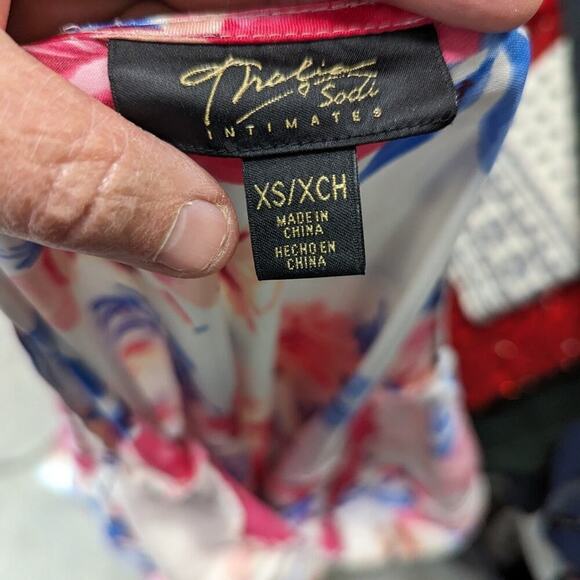 Thalia
Sodi
INTIMATES
XS/XCH
MADE IN
CHINA
HECHO EN
CHINA